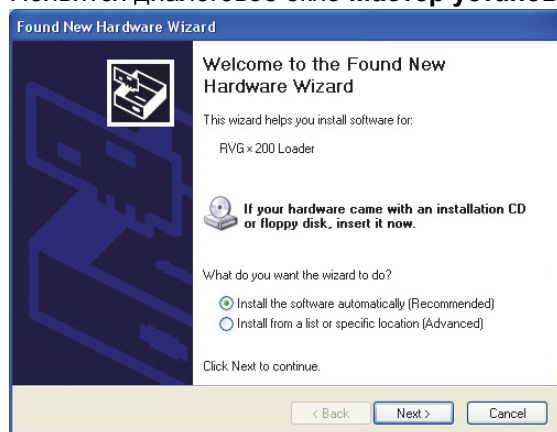 Found New Hardware Wizard
Welcome to the Found New
Hardware Wizard
This wizard helps you install software for:
RVG×200 Loader
If your hardware came with an installation CD
or floppy disk, insert it now.
What do you want the wizard to do?
Install the software automatically (Recommended)
Install from a list or specific location (Advanced)
Click Next to continue.
< Back
Next >
Cancel